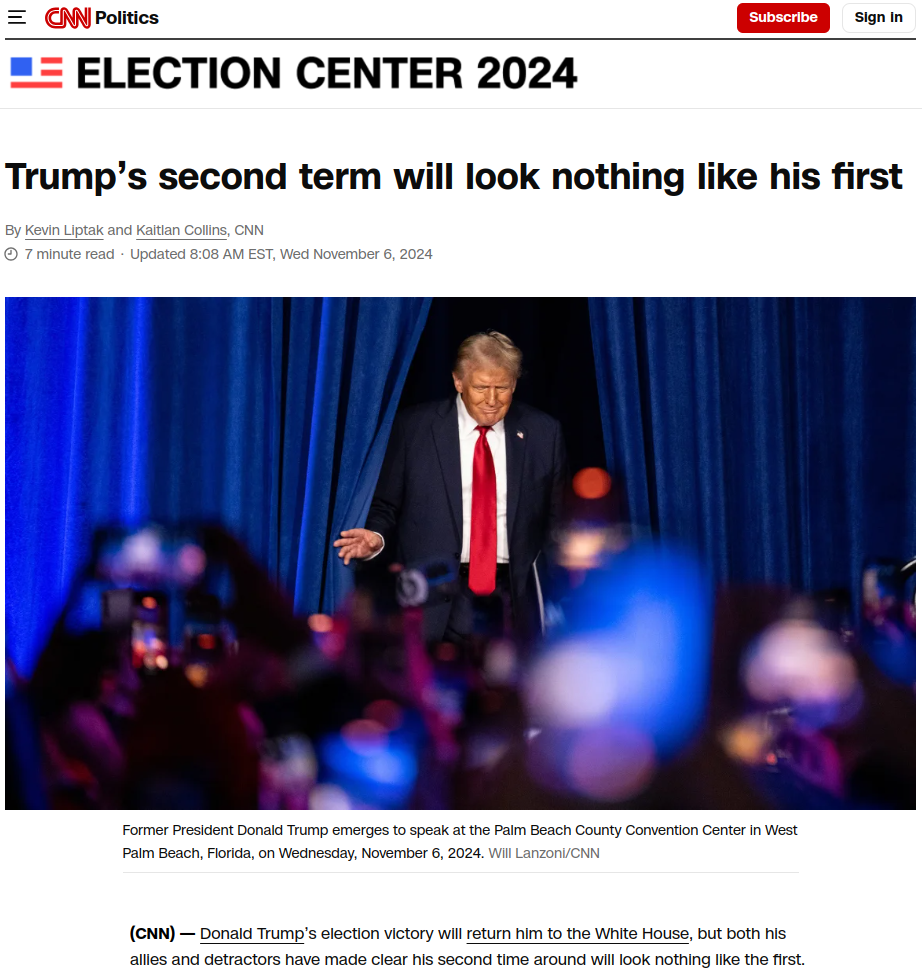 CNN Politics
Subscribe
Sign in
ELECTION CENTER 2024
Trump’s second term will look nothing like his first
By Kevin Liptak and Kaitlan Collins, CNN
7 minute read · Updated 8:08 AM EST, Wed November 6, 2024
Former President Donald Trump emerges to speak at the Palm Beach County Convention Center in West
Palm Beach, Florida, on Wednesday, November 6, 2024. Will Lanzoni/CNN
(CNN) — Donald Trump’s election victory will return him to the White House, but both his
allies and detractors have made clear his second time around will look nothing like the first.